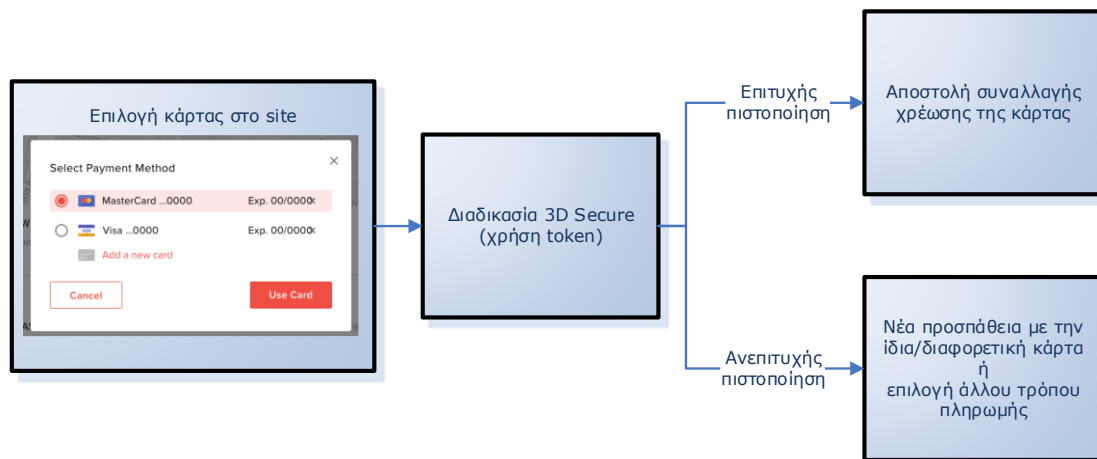 Επιλογή κάρτας στο site
Select Payment Method
MasterCard ...0000 Exp. 00/0000
Visa ...0000 Exp. 00/0000
Add a new card
Cancel Use Card
Διαδικασία 3D Secure
(χρήση token)
Επιτυχής
πιστοποίηση
Αποστολή συναλλαγής
χρέωσης της κάρτας
Ανεπιτυχής
πιστοποίηση
Νέα προσπάθεια με την
ίδια/διαφορετική κάρτα
ή
επιλογή άλλου τρόπου
πληρωμής